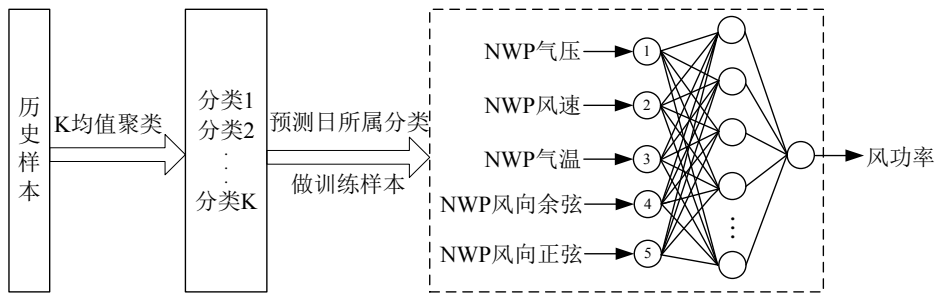 历史样本
K均值聚类
分类1
分类2
⋮
分类K
预测日所属分类
做训练样本
NWP气压
NWP风速
NWP气温
NWP风向余弦
NWP风向正弦
1
2
3
4
5
…
风功率